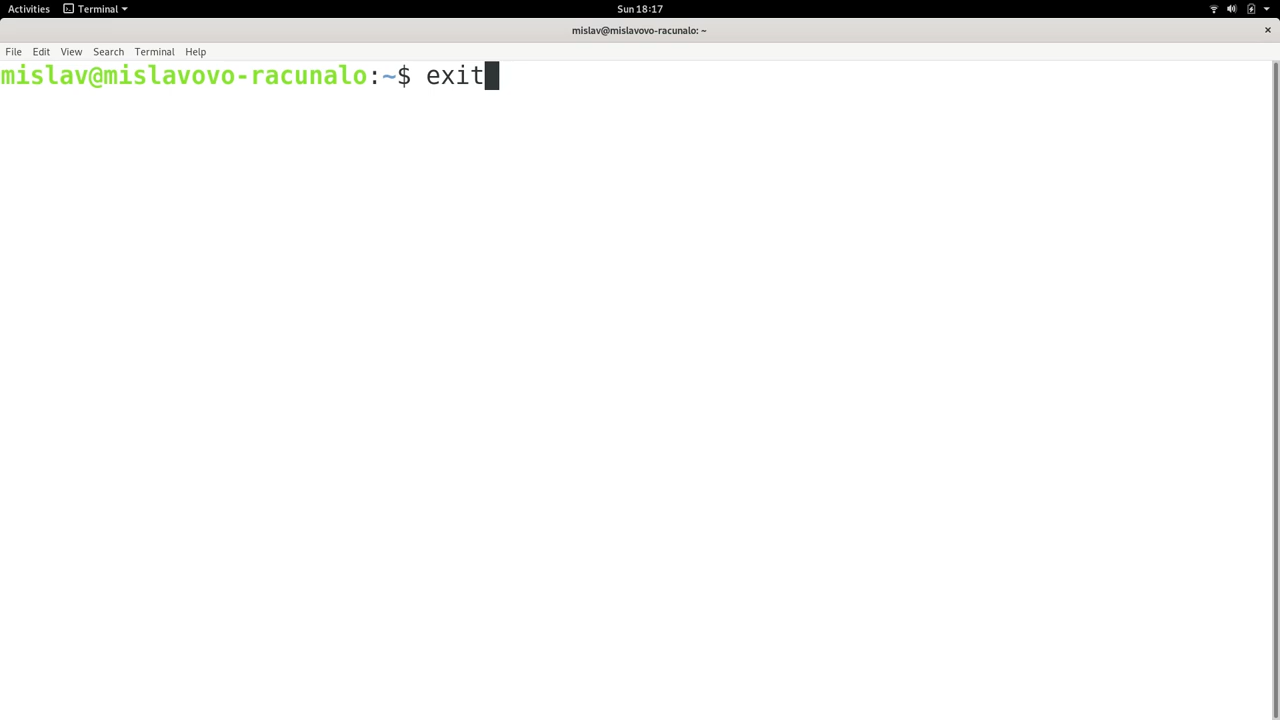 Activities Terminal Sun 18:17
mislav@mislavovo-racunalo: ~ ×
File Edit View Search Terminal Help
mislav@mislavovo-racunalo:~$ exit